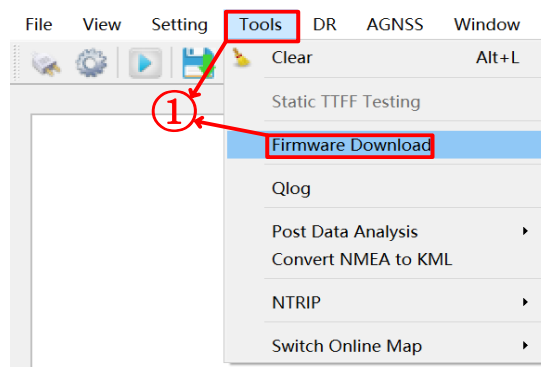 File View Setting Tools DR AGNSS Window
Clear Alt+L
Static TTFF Testing
①
Firmware Download
Qlog
Post Data Analysis
Convert NMEA to KML
NTRIP
Switch Online Map